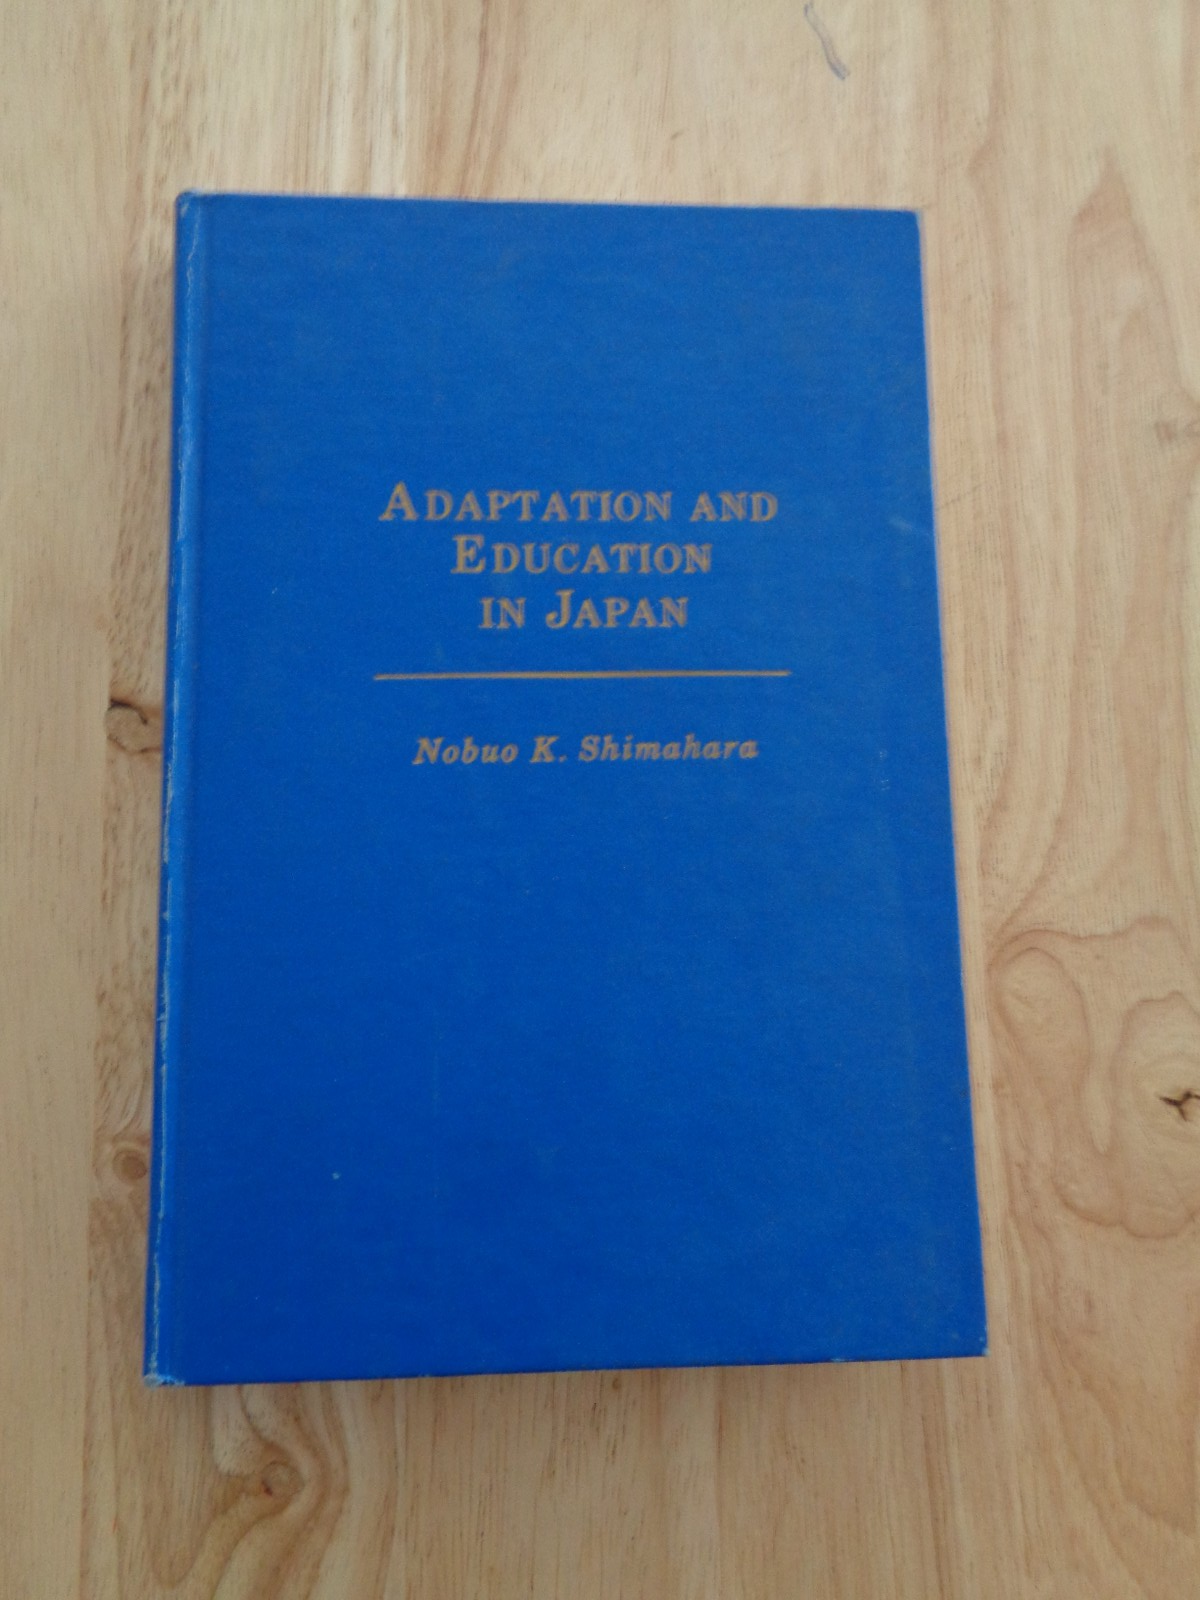 ADAPTATION AND
EDUCATION
IN JAPAN
Nobuo K. Shimahara